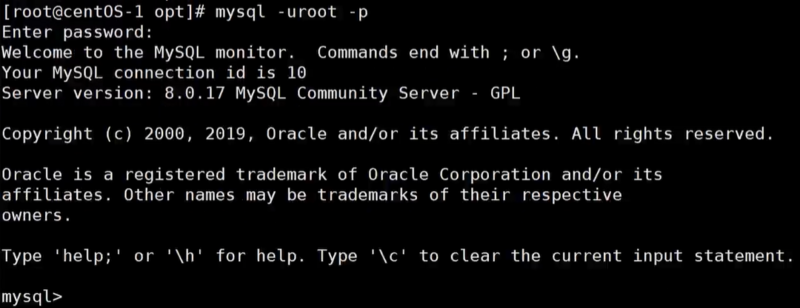 [root@centOS-1 opt]# mysql -uroot -p
Enter password:
Welcome to the MySQL monitor.  Commands end with ; or \g.
Your MySQL connection id is 10
Server version: 8.0.17 MySQL Community Server - GPL

Copyright (c) 2000, 2019, Oracle and/or its affiliates. All rights reserved.

Oracle is a registered trademark of Oracle Corporation and/or its
affiliates. Other names may be trademarks of their respective
owners.

Type 'help;' or '\h' for help. Type '\c' to clear the current input statement.

mysql>